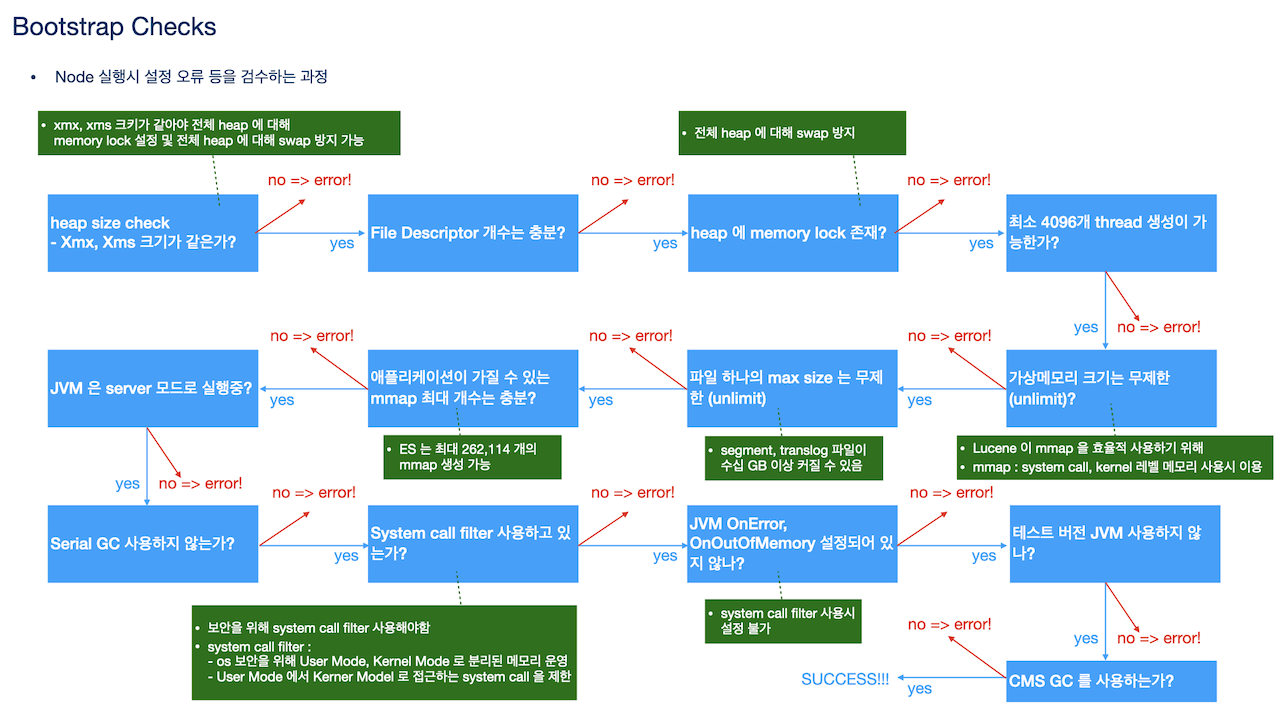 Bootstrap Checks
• Node 실행시 설정 오류 등을 검수하는 과정
• xmx, xms 크키가 같아야 전체 heap 에 대해
memory lock 설정 및 전체 heap 에 대해 swap 방지 가능
• 전체 heap 에 대해 swap 방지
heap size check
- Xmx, Xms 크기가 같은가?
no => error!
yes
File Descriptor 개수는 충분?
no => error!
yes
heap 에 memory lock 존재?
no => error!
yes
최소 4096개 thread 생성이 가
능한가?
yes
no => error!
가상메모리 크기는 무제한
(unlimit)?
• Lucene 이 mmap 을 효율적 사용하기 위해
• mmap : system call, kernel 레벨 메모리 사용시 이용
no => error!
yes
파일 하나의 max size 는 무제
한 (unlimit)
• segment, translog 파일이
수십 GB 이상 커질 수 있음
no => error!
yes
애플리케이션이 가질 수 있는
mmap 최대 개수는 충분?
• ES 는 최대 262,114 개의
mmap 생성 가능
no => error!
yes
JVM 은 server 모드로 실행중?
yes
no => error!
Serial GC 사용하지 않는가?
no => error!
yes
System call filter 사용하고 있
는가?
• 보안을 위해 system call filter 사용해야함
• system call filter :
- os 보안을 위해 User Mode, Kernel Mode 로 분리된 메모리 운영
- User Mode 에서 Kerner Model 로 접근하는 system call 을 제한
no => error!
yes
JVM OnError,
OnOutOfMemory 설정되어 있
지 않나?
• system call filter 사용시
설정 불가
no => error!
yes
테스트 버전 JVM 사용하지 않
나?
yes
no => error!
CMS GC 를 사용하는가?
no => error!
yes
SUCCESS!!!